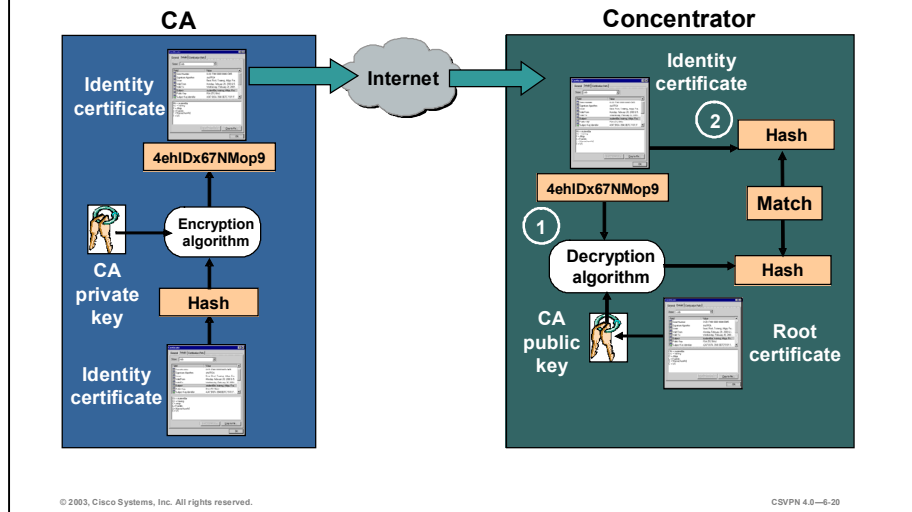 CA
Concentrator
Identity
certificate
Internet
Identity
certificate
2
Hash
4ehIDx67NMop9
4ehIDx67NMop9
1
Match
Encryption
algorithm
Decryption
algorithm
Hash
CA
private
key
Hash
CA
public
key
Root
certificate
Identity
certificate
© 2003, Cisco Systems, Inc. All rights reserved.
CSVPN 4.0—6-20